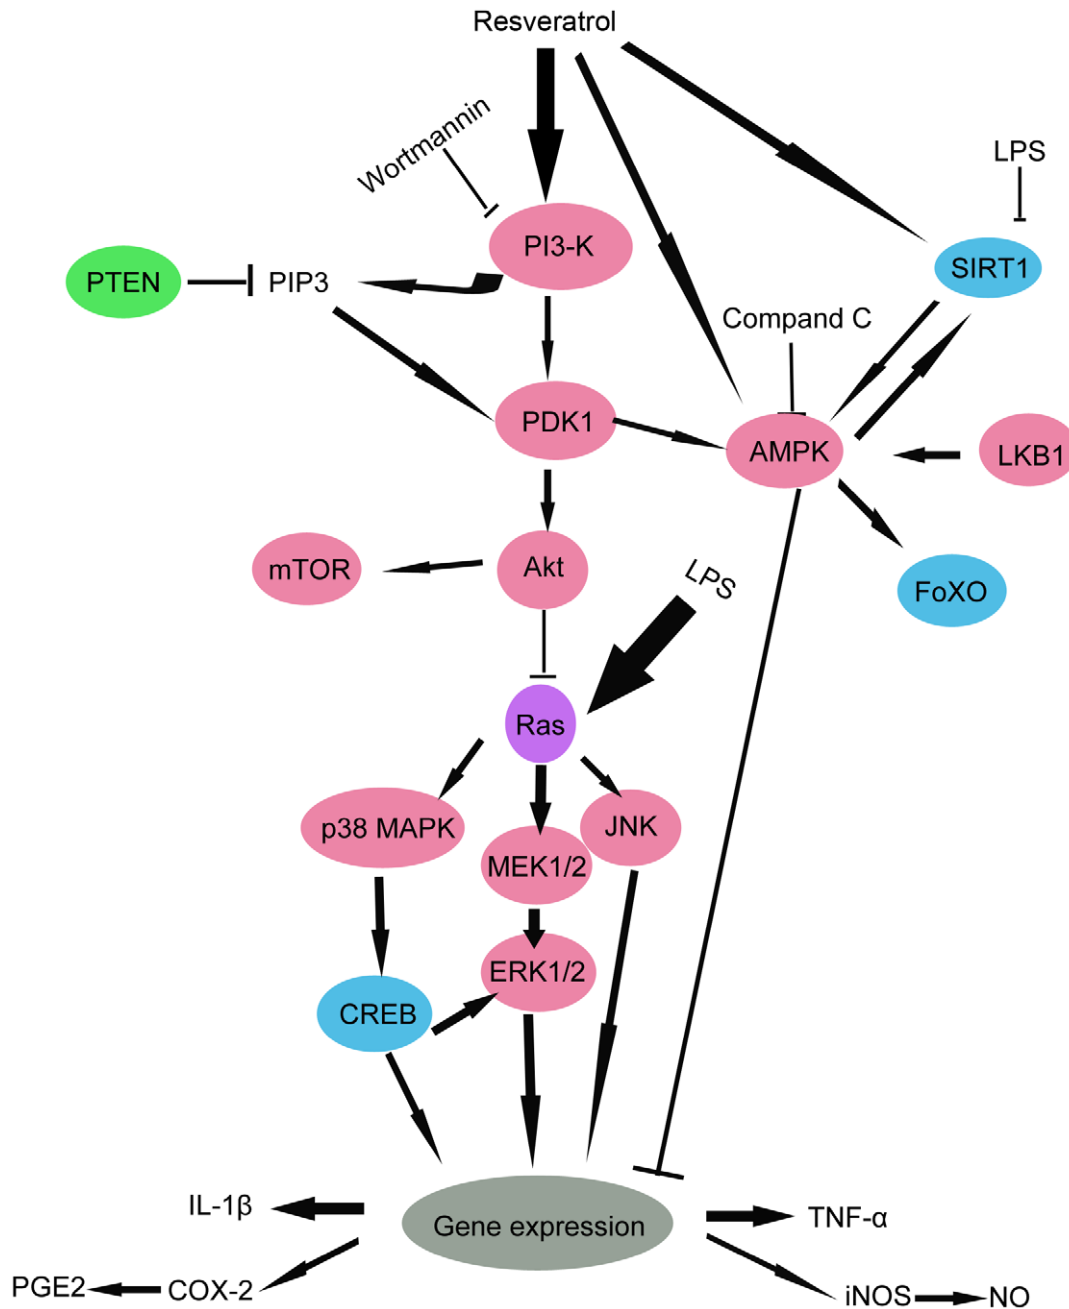 Resveratrol
Wortmannin
LPS
PI3-K
SIRT1
PTEN
PIP3
Compand C
PDK1
AMPK
LKB1
mTOR
Akt
LPS
FoXO
Ras
p38 MAPK
JNK
MEK1/2
ERK1/2
CREB
IL-1β
Gene expression
TNF-α
PGE2
COX-2
iNOS
NO